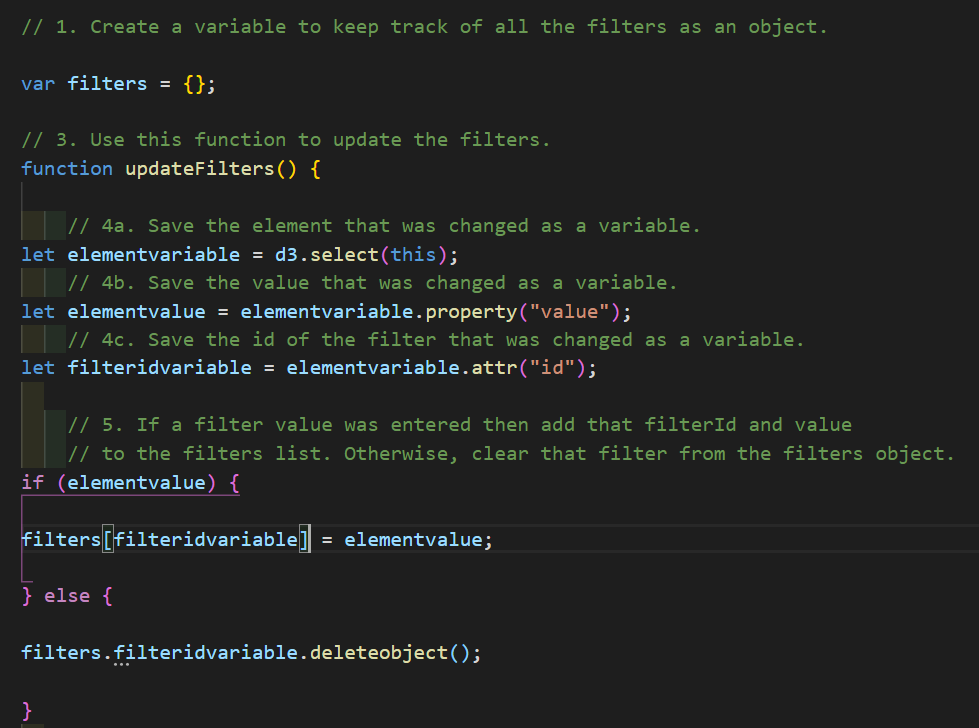 // 1. Create a variable to keep track of all the filters as an object.
var filters = {};
// 3. Use this function to update the filters.
function updateFilters() {
// 4a. Save the element that was changed as a variable.
let elementvariable = d3.select(this);
// 4b. Save the value that was changed as a variable.
let elementvalue = elementvariable.property("value");
// 4c. Save the id of the filter that was changed as a variable.
let filteridvariable = elementvariable.attr("id");
// 5. If a filter value was entered then add that filterId and value
// to the filters list. Otherwise, clear that filter from the filters object.
if (elementvalue) {
filters[filteridvariable] = elementvalue;
} else {
filters.filteridvariable.deleteobject();
}